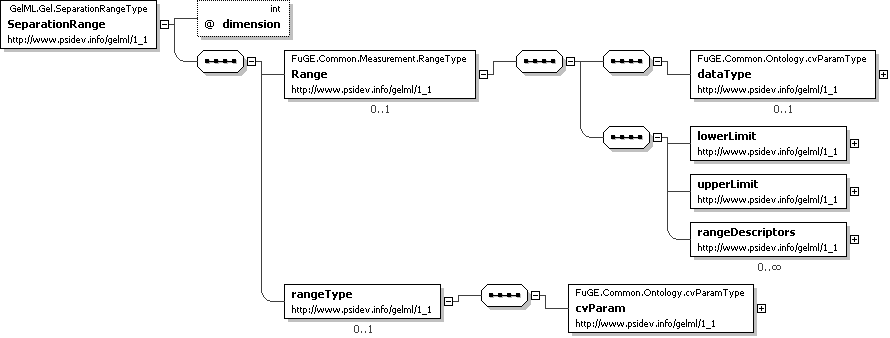 GelML.Gel.SeparationRangeType
SeparationRange
http://www.psidev.info/gelml/1_1
int
@ dimension
FuGE.Common.Measurement.RangeType
Range
http://www.psidev.info/gelml/1_1
0..1
FuGE.Common.Ontology.cvParamType
dataType
http://www.psidev.info/gelml/1_1
0..1
lowerLimit
http://www.psidev.info/gelml/1_1
upperLimit
http://www.psidev.info/gelml/1_1
rangeDescriptors
http://www.psidev.info/gelml/1_1
0..∞
rangeType
http://www.psidev.info/gelml/1_1
0..1
FuGE.Common.Ontology.cvParamType
cvParam
http://www.psidev.info/gelml/1_1